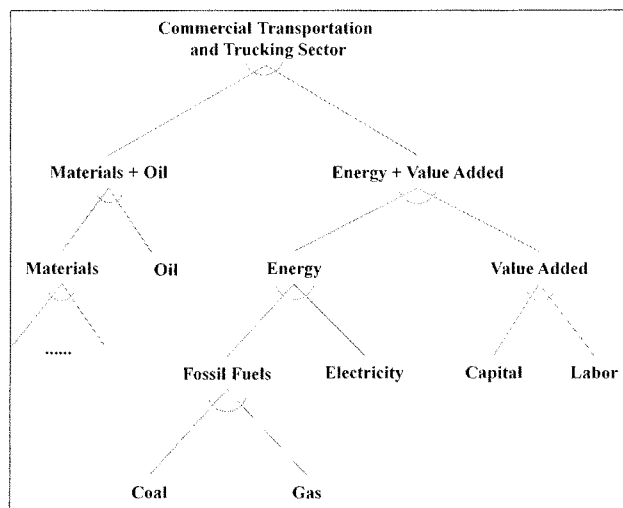 Commercial Transportation
and Trucking Sector
Materials + Oil
Energy + Value Added
Materials
Oil
Energy
Value Added
......
Fossil Fuels
Electricity
Capital
Labor
Coal
Gas